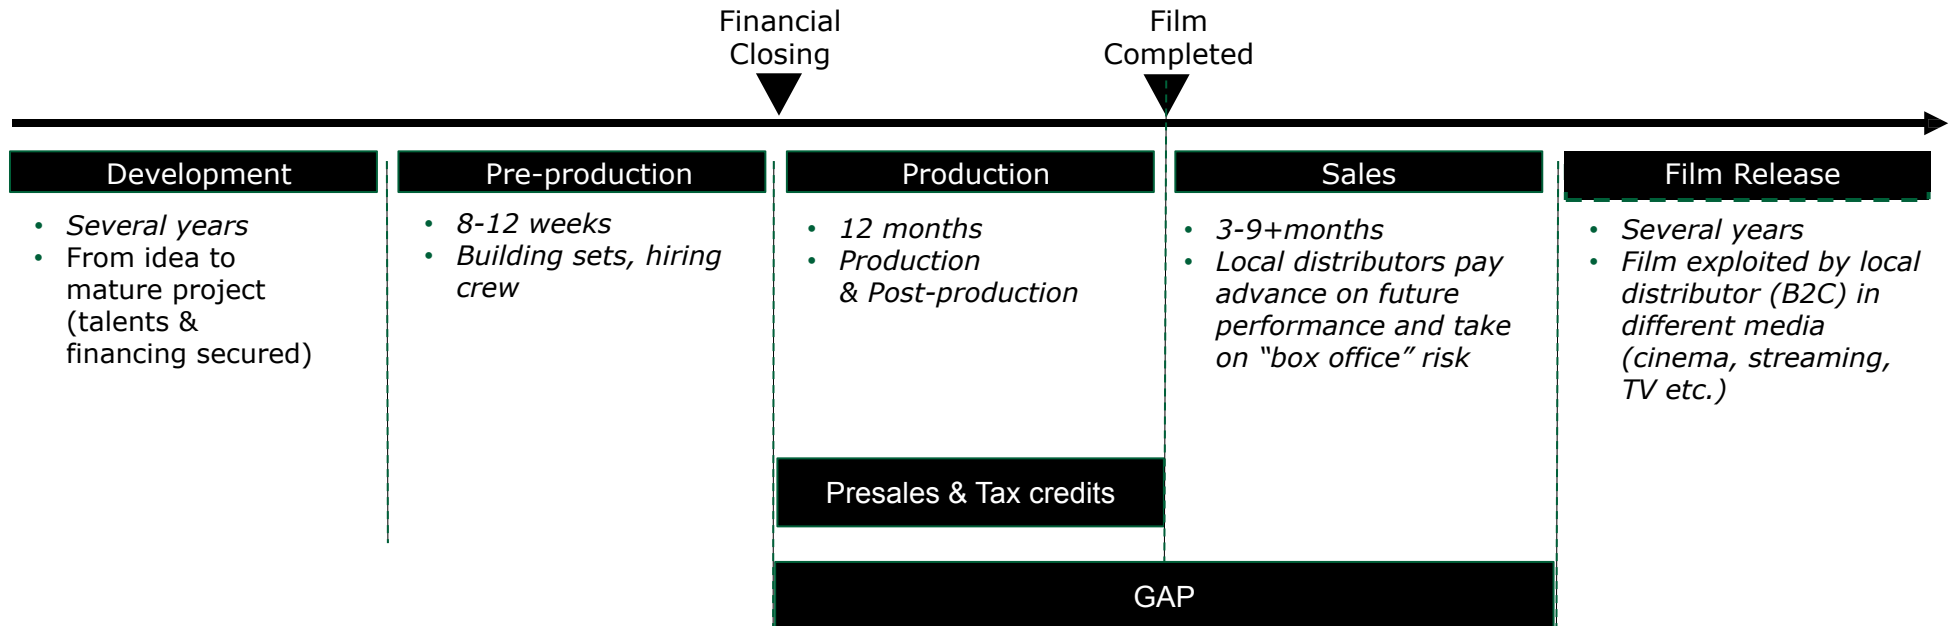 Financial
Closing
Film
Completed
Development
Pre-production
Production
Sales
Film Release
• Several years
• From idea to
mature project
(talents &
financing secured)
• 8-12 weeks
• Building sets, hiring
crew
• 12 months
• Production
& Post-production
• 3-9+months
• Local distributors pay
advance on future
performance and take
on “box office” risk
• Several years
• Film exploited by local
distributor (B2C) in
different media
(cinema, streaming,
TV etc.)
Presales & Tax credits
GAP